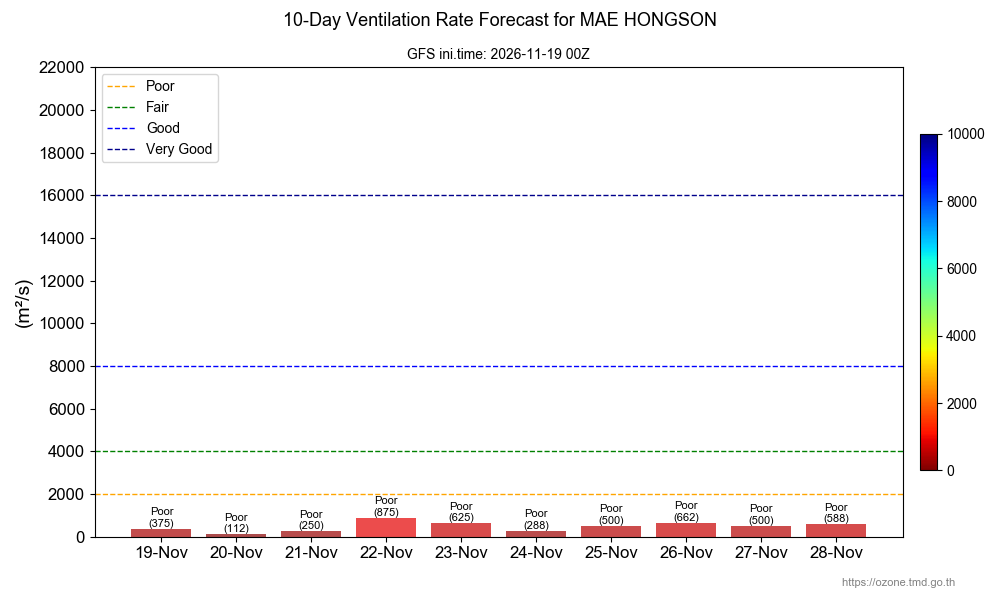 10-Day Ventilation Rate Forecast for MAE HONGSON
GFS ini.time: 2026-11-19 00Z
(m²/s)
22000
20000
18000
16000
14000
12000
10000
8000
6000
4000
2000
0
Poor
Fair
Good
Very Good
Poor
(375)
Poor
(112)
Poor
(250)
Poor
(875)
Poor
(625)
Poor
(288)
Poor
(500)
Poor
(662)
Poor
(500)
Poor
(588)
19-Nov 20-Nov 21-Nov 22-Nov 23-Nov 24-Nov 25-Nov 26-Nov 27-Nov 28-Nov
10000
8000
6000
4000
2000
0
https://ozone.tmd.go.th